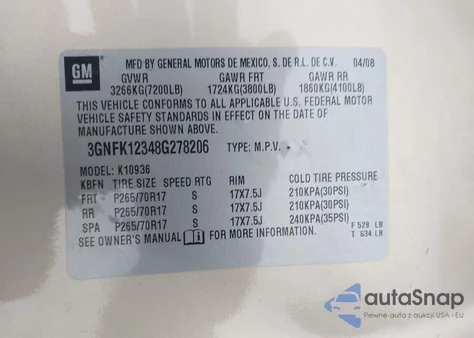 GM
MFD BY GENERAL MOTORS DE MEXICO, S. DE R.L. DE C.V. 04/08
GVWR GAWR FRT GAWR RR
3266KG(7200LB) 1724KG(3800LB) 1860KG(4100LB)
THIS VEHICLE CONFORMS TO ALL APPLICABLE U.S. FEDERAL MOTOR
VEHICLE SAFETY STANDARDS IN EFFECT ON THE DATE OF
MANUFACTURE SHOWN ABOVE.
3GNFK12348G278206 TYPE: M.P.V.
MODEL: K10936
KBFN TIRE SIZE SPEED RTG RIM COLD TIRE PRESSURE
FRT P265/70R17 S 17X7.5J 210KPA(30PSI)
RR P265/70R17 S 17X7.5J 210KPA(30PSI)
SPA P265/70R17 S 17X7.5J 240KPA(35PSI)
SEE OWNER'S MANUAL i FOR MORE INFORMATION.
F 528 LB
T 634 LB
autaSnap
Pewne auta z aukcji USA i EU